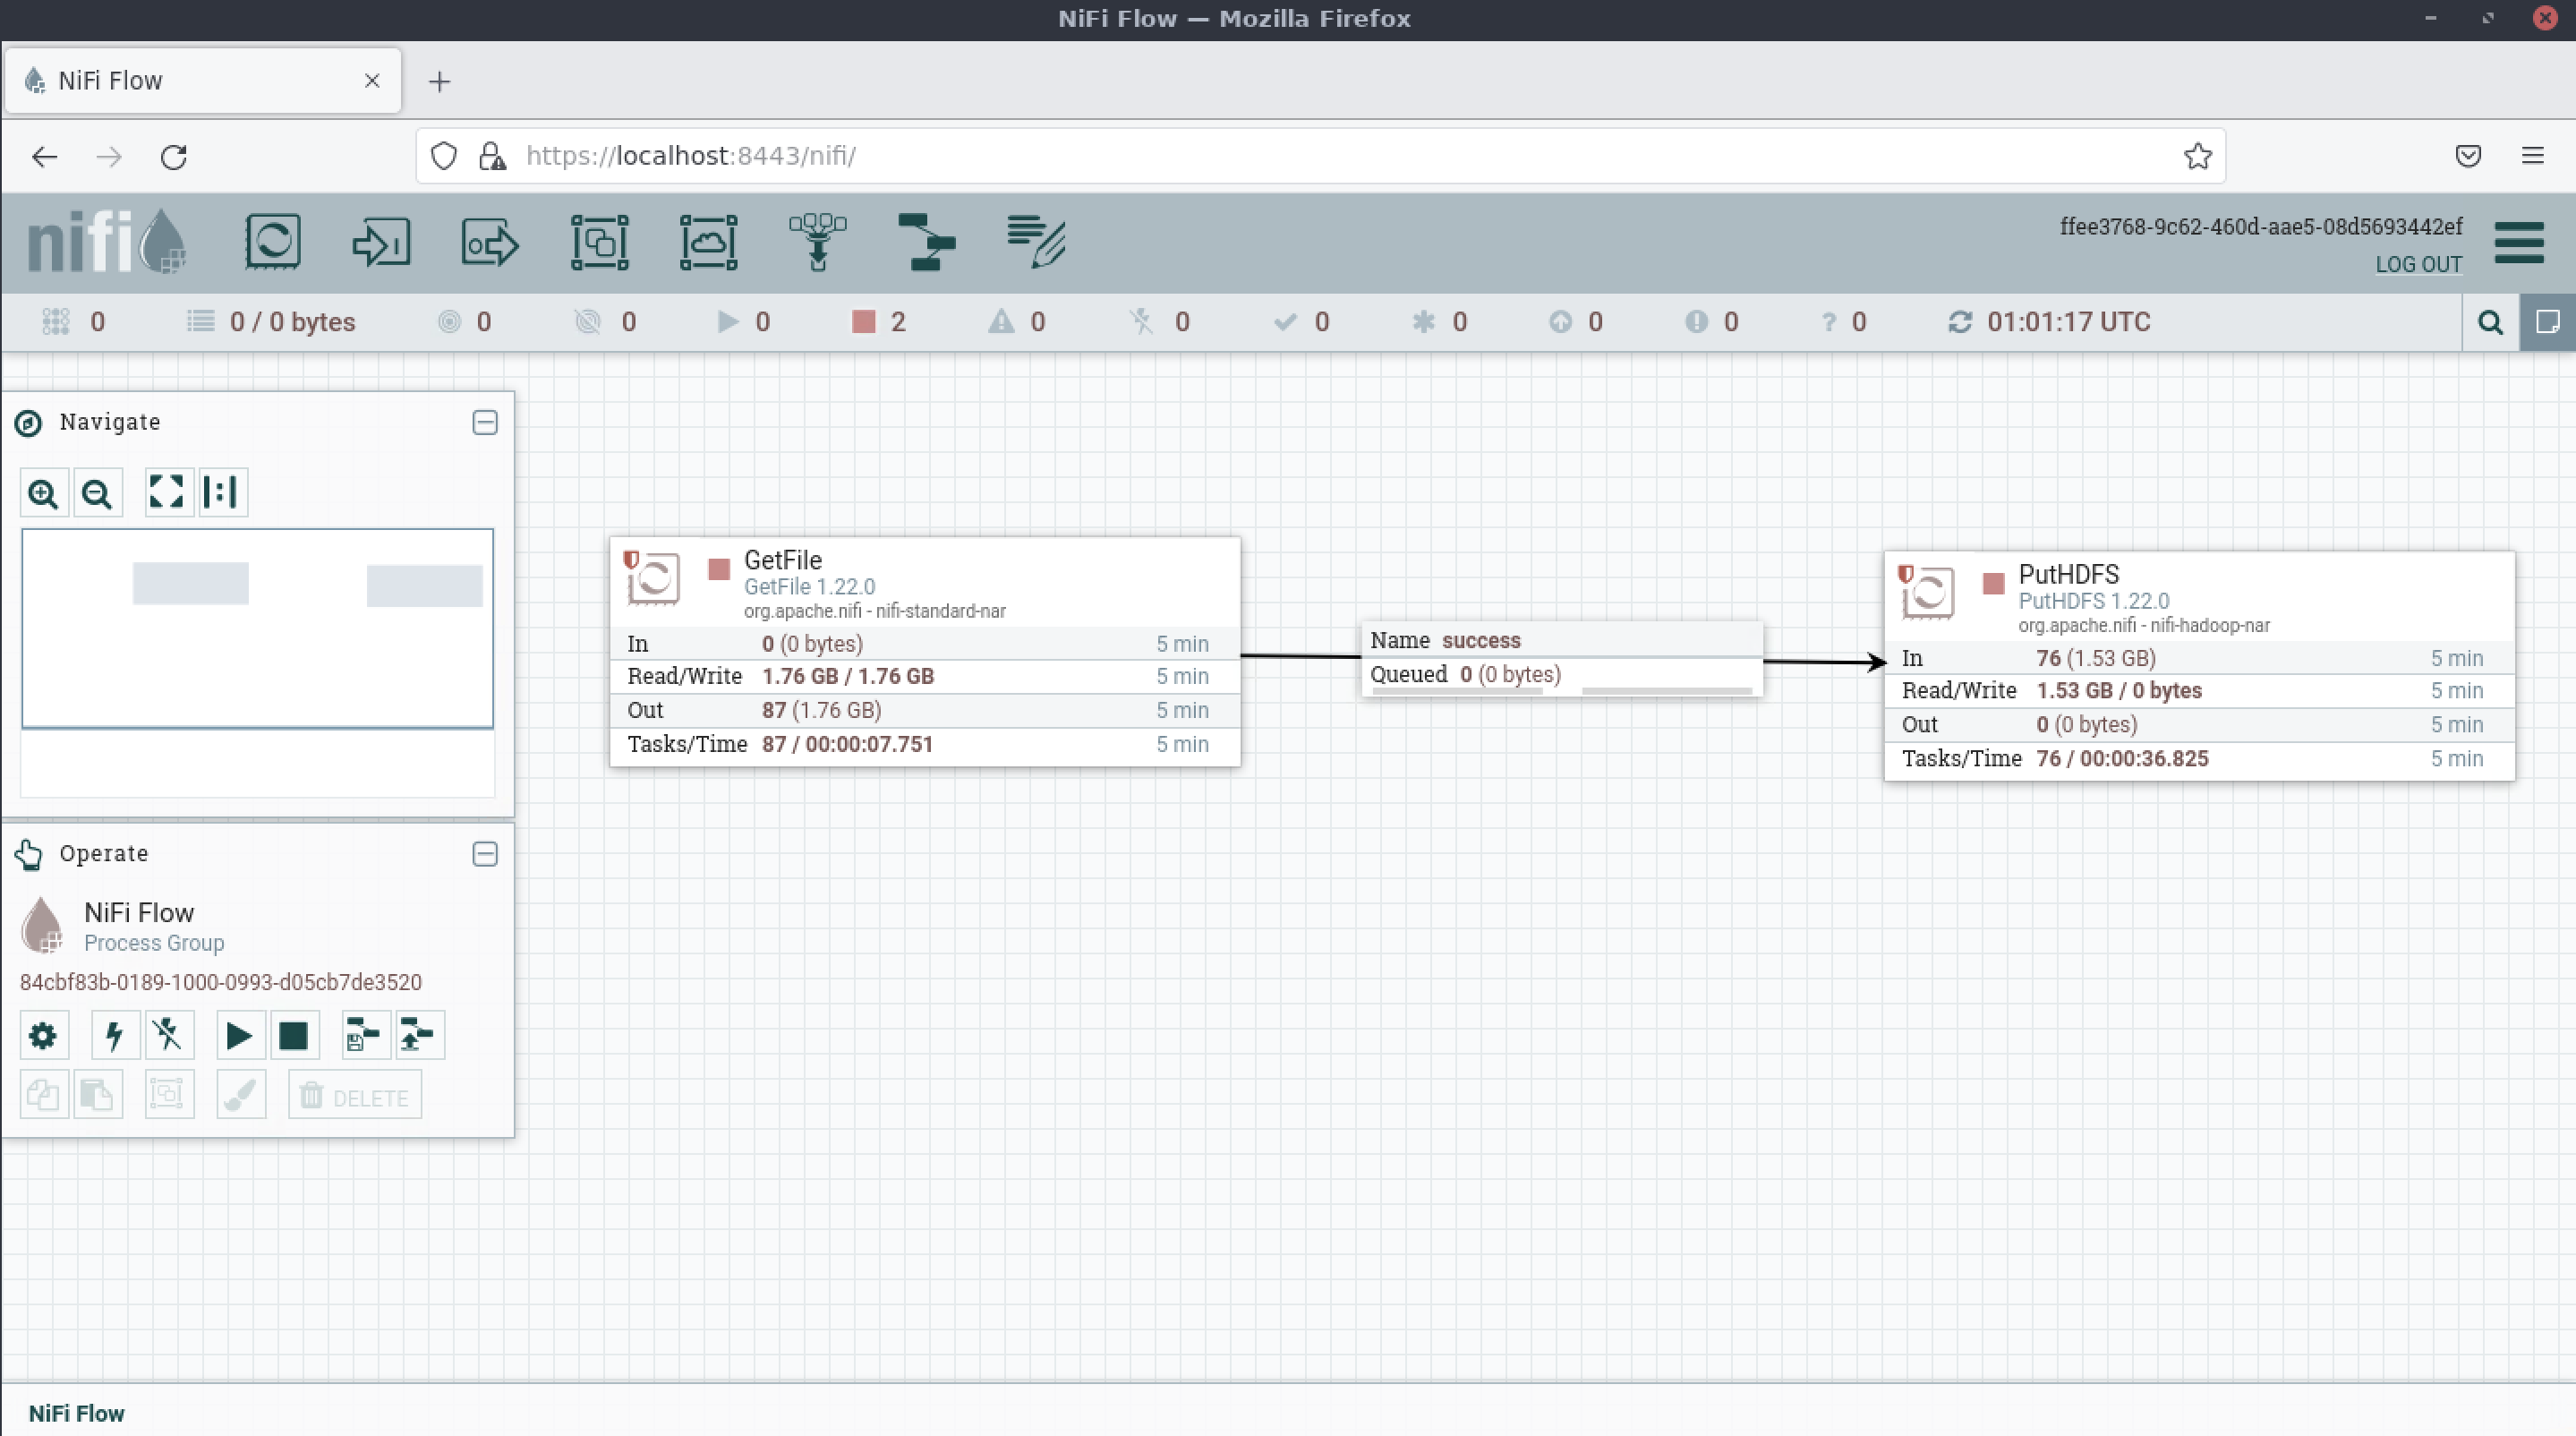 NiFi Flow — Mozilla Firefox
NiFi Flow
https://localhost:8443/nifi/
nifi
ffee3768-9c62-460d-aae5-08d5693442ef
LOG OUT
0 0 / 0 bytes 0 0 0 2 0 0 0 0 0 0 0 01:01:17 UTC
Navigate
GetFile
GetFile 1.22.0
org.apache.nifi - nifi-standard-nar
In 0 (0 bytes) 5 min
Read/Write 1.76 GB / 1.76 GB 5 min
Out 87 (1.76 GB) 5 min
Tasks/Time 87 / 00:00:07.751 5 min
Name success
Queued 0 (0 bytes)
PutHDFS
PutHDFS 1.22.0
org.apache.nifi - nifi-hadoop-nar
In 76 (1.53 GB) 5 min
Read/Write 1.53 GB / 0 bytes 5 min
Out 0 (0 bytes) 5 min
Tasks/Time 76 / 00:00:36.825 5 min
Operate
NiFi Flow
Process Group
84cbf83b-0189-1000-0993-d05cb7de3520
DELETE
NiFi Flow